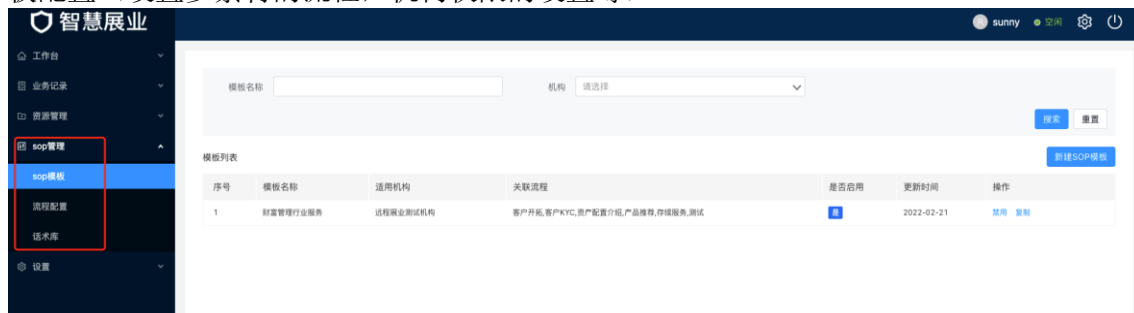 智慧展业
sunny 空闲
工作台
业务记录
资源管理
sop管理
sop模板
流程配置
话术库
设置
模板名称 机构 请选择
搜索 重置
模板列表 新建SOP模板
序号 模板名称 适用机构 关联流程 是否启用 更新时间 操作
1 财富管理行业服务 远程展业测试机构 客户开拓,客户KYC,资产配置介绍,产品推荐,存续服务,测试 是 2022-02-21 禁用 复制